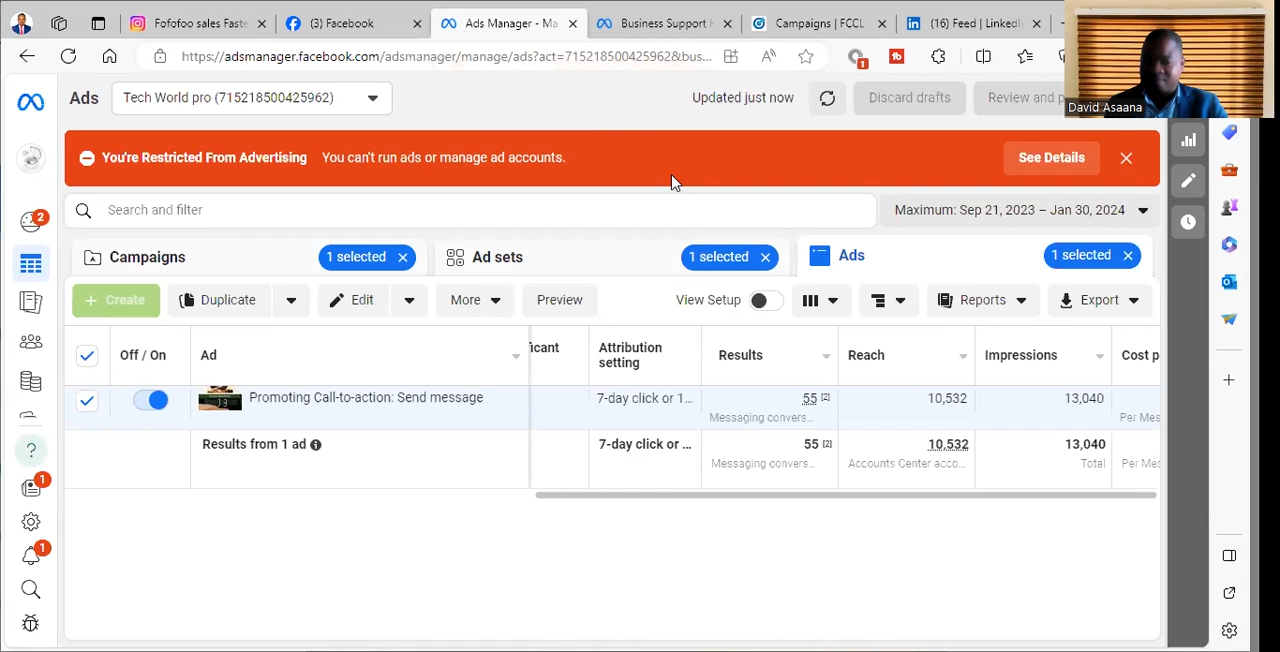 Fofofoo sales Faste
(3) Facebook
Ads Manager - Ma
Business Support H
Campaigns | FCCL
(16) Feed | LinkedI
https://adsmanager.facebook.com/adsmanager/manage/ads?act=715218500425962&bus...
1
David Asaana
Ads
Tech World pro (715218500425962)
Updated just now
Discard drafts
Review and p
You're Restricted From Advertising You can't run ads or manage ad accounts.
See Details
Search and filter
Maximum: Sep 21, 2023 – Jan 30, 2024
2
Campaigns
1 selected
Ad sets
1 selected
Ads
1 selected
+ Create
Duplicate
Edit
More
Preview
View Setup
Reports
Export
Off / On
Ad
icant
Attribution
setting
Results
Reach
Impressions
Cost p
Promoting Call-to-action: Send message
7-day click or 1...
55 [2]
Messaging convers...
10,532
13,040
Per Mes
Results from 1 ad
7-day click or ...
55 [2]
Messaging convers...
10,532
Accounts Center acco...
13,040
Total
Per Mes
1
1